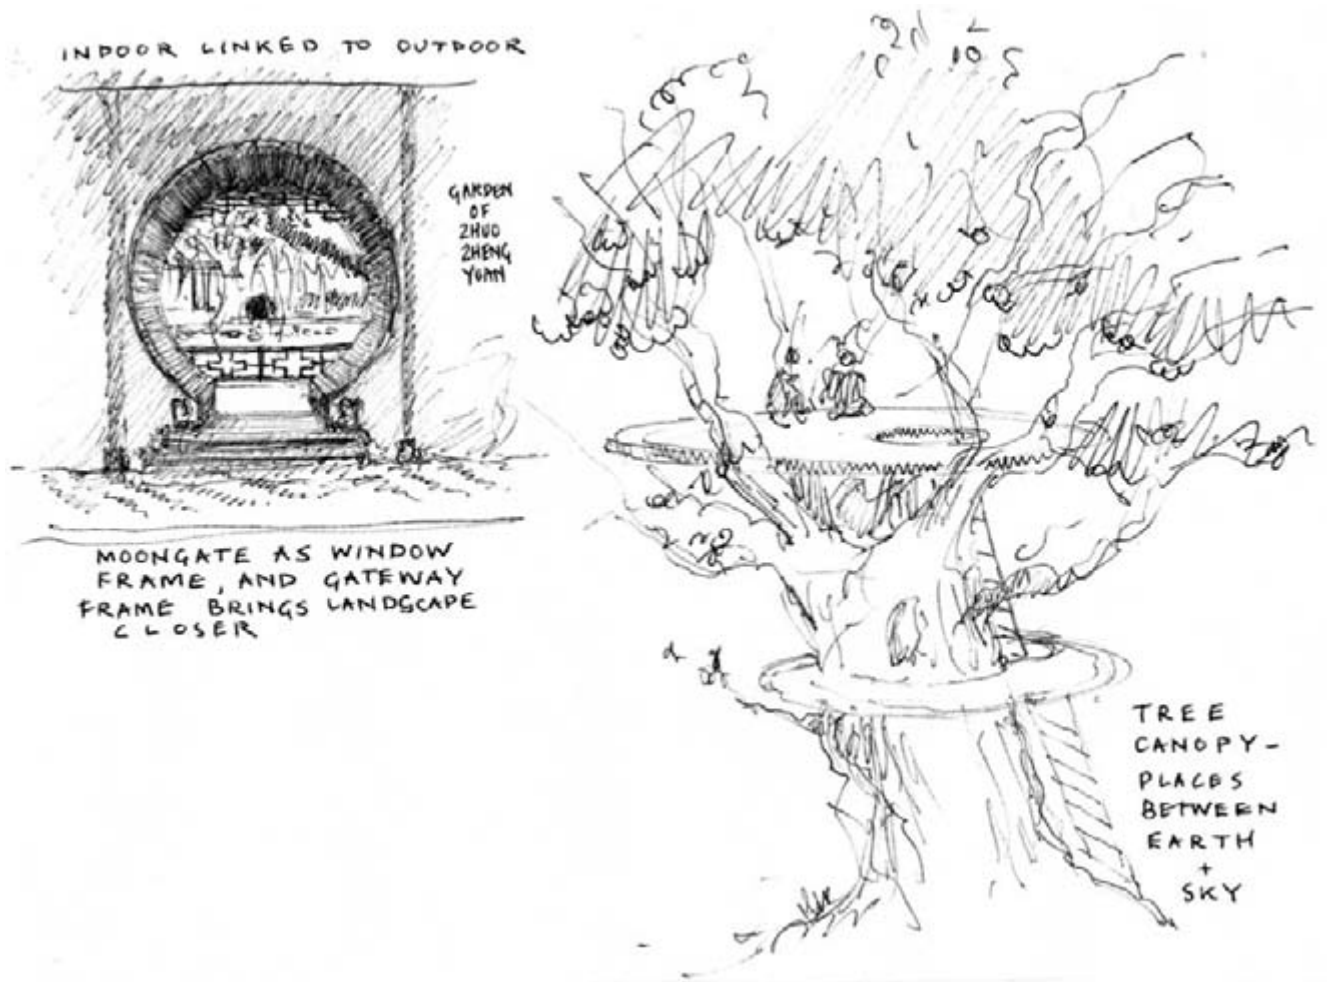 INDOOR LINKED TO OUTDOOR
GARDEN
OF
ZHUO
ZHENG
YUAN
MOONGATE AS WINDOW
FRAME, AND GATEWAY
FRAME BRINGS LANDSCAPE
CLOSER
TREE
CANOPY-
PLACES
BETWEEN
EARTH
+
SKY